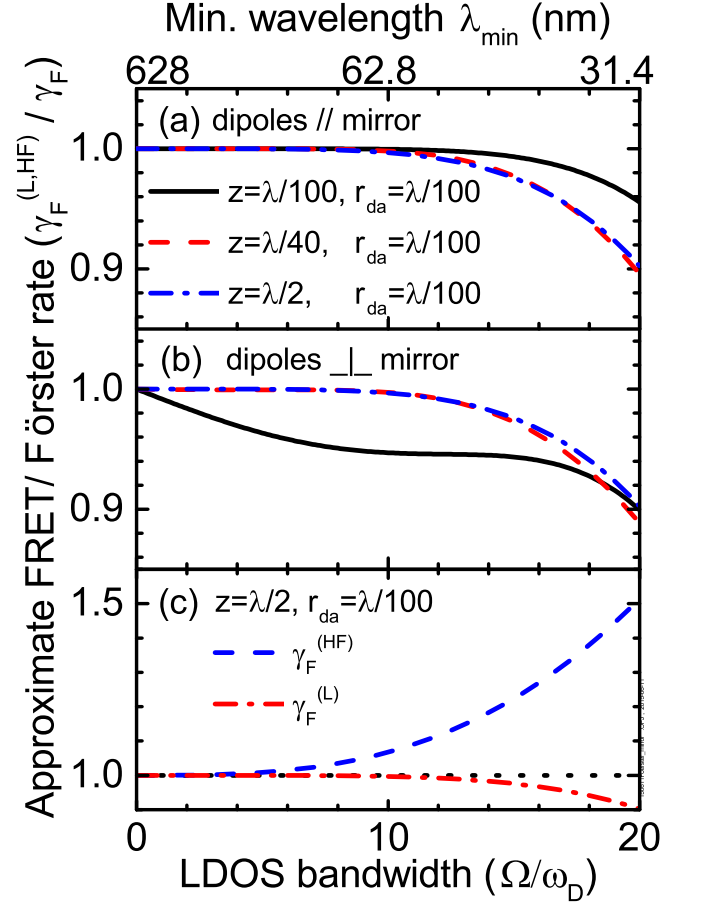 Min. wavelength λmin (nm)
628 62.8 31.4
Approximate FRET/ Förster rate (γF(L,HF) / γF)
(a) dipoles // mirror
1.0
z=λ/100, rda=λ/100
z=λ/40, rda=λ/100
0.9
z=λ/2, rda=λ/100
(b) dipoles _|_ mirror
1.0
0.9
(c) z=λ/2, rda=λ/100
1.5
γF(HF)
γF(L)
1.0
0 10 20
LDOS bandwidth (Ω/ωD)